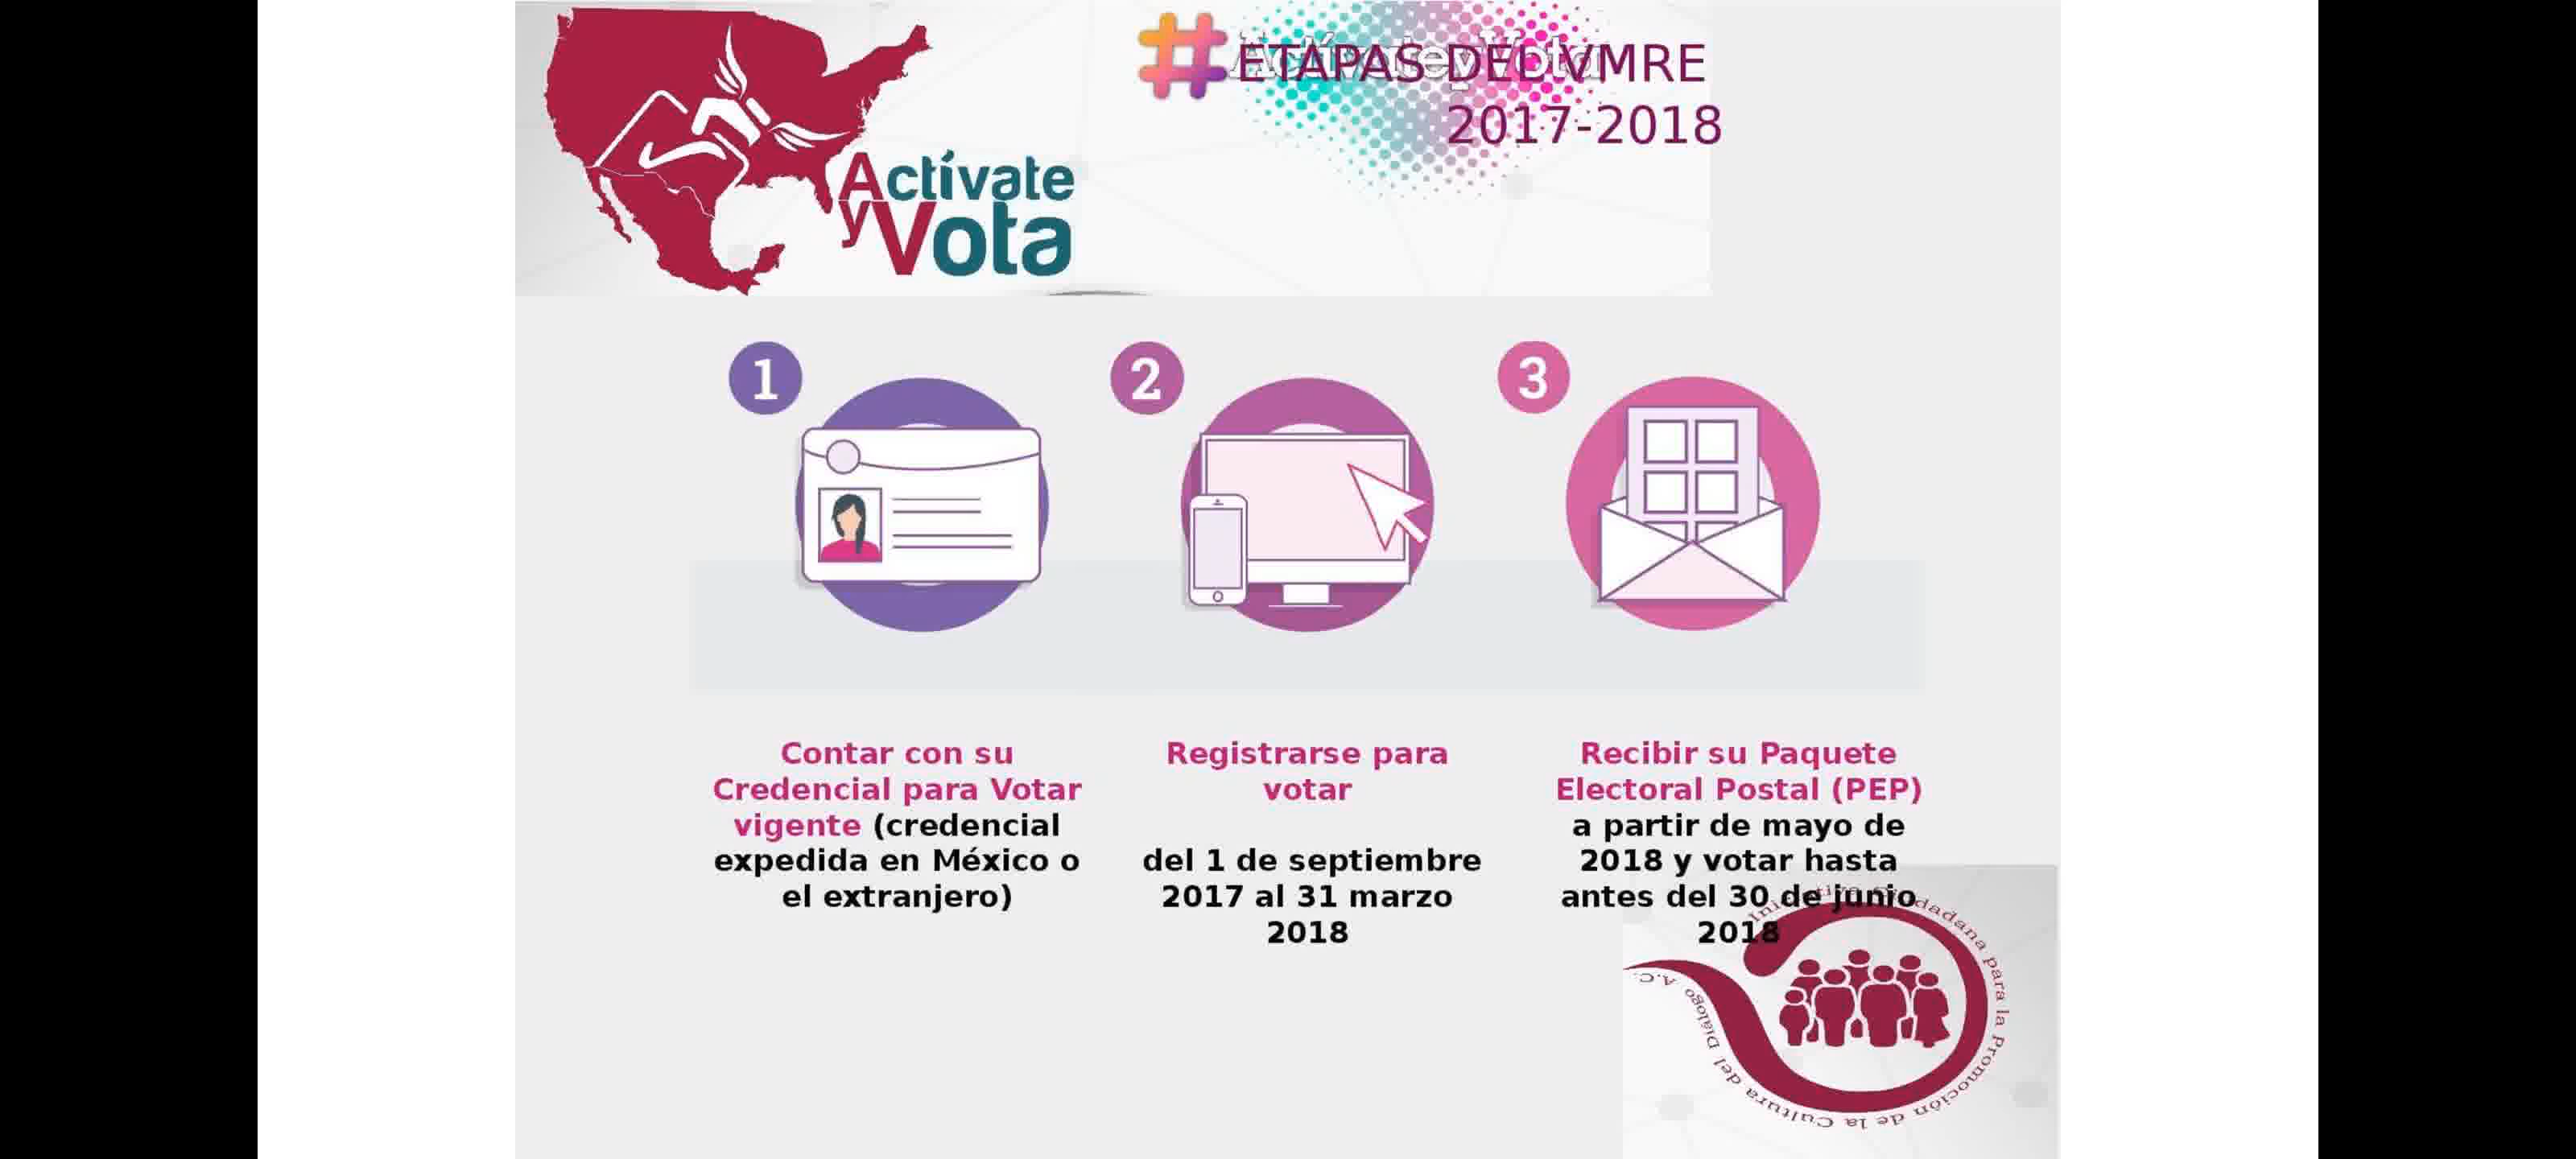 Actívate
y Vota
#ActívateyVota
ETAPAS DEL VMRE
2017-2018
1
2
3
Contar con su
Credencial para Votar
vigente (credencial
expedida en México o
el extranjero)
Registrarse para
votar
del 1 de septiembre
2017 al 31 marzo
2018
Recibir su Paquete
Electoral Postal (PEP)
a partir de mayo de
2018 y votar hasta
antes del 30 de junio
2018
Iniciativa Ciudadana para la Promoción de la Cultura del Diálogo A.C.